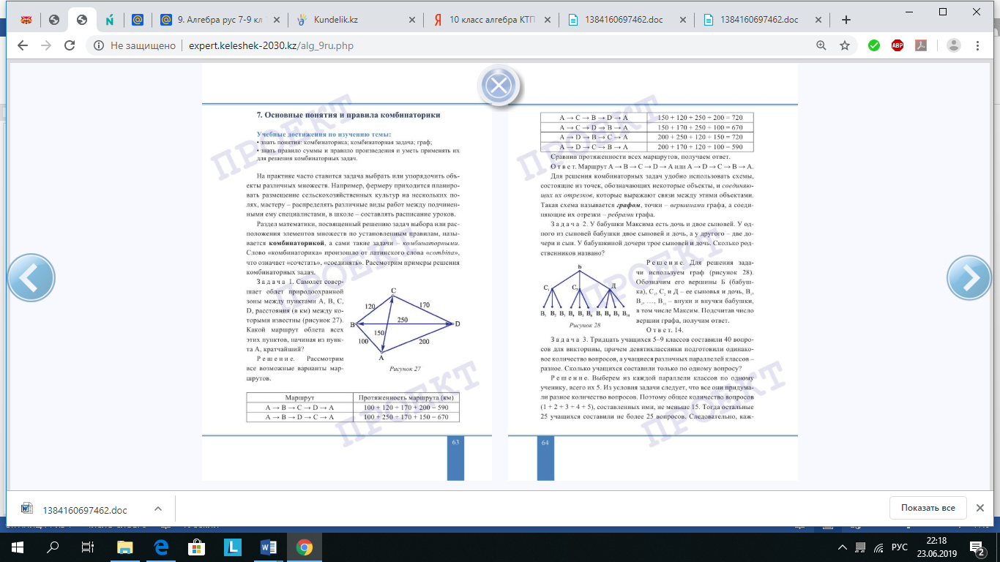 9. Алгебра рус 7-9 кл
Kundelik.kz
10 класс алгебра КТП
1384160697462.doc
1384160697462.doc
Не защищено
expert.keleshek-2030.kz/alg_9ru.php
ABP
7. Основные понятия и правила комбинаторики
Учебные достижения по изучению темы:
• знать понятия: комбинаторика; комбинаторная задача; граф;
• знать правило суммы и правило произведения и уметь применять их
для решения комбинаторных задач.
На практике часто ставится задача выбрать или упорядочить объ-
екты различных множеств. Например, фермеру приходится планиро-
вать размещение сельскохозяйственных культур на нескольких по-
лях, мастеру – распределять различные виды работ между подчинен-
ными ему специалистами, в школе – составлять расписание уроков.
Раздел математики, посвященный решению задач выбора или рас-
положения элементов множеств по установленным правилам, назы-
вается комбинаторикой, а сами такие задачи – комбинаторными.
Слово «комбинаторика» произошло от латинского слова «combina»,
что означает «сочетать», «соединять». Рассмотрим примеры решения
комбинаторных задач.
Задача 1. Самолет совер-
шает облет природоохранной
зоны между пунктами А, В, С,
D, расстояния (в км) между ко-
торыми известны (рисунок 27).
Какой маршрут облета всех
этих пунктов, начиная из пунк-
та А, кратчайший?
Решение. Рассмотрим
все возможные варианты мар-
шрутов.
C
120
170
250
B
D
150
100
200
A
Рисунок 27
Маршрут
Протяженность маршрута (км)
A → B → C → D → A
100 + 120 + 170 + 200 = 590
A → B → D → C → A
100 + 250 + 170 + 150 = 670
63
ПРОЕКТ
ПРОЕКТ
ПРОЕКТ
A → C → B → D → A
150 + 120 + 250 + 200 = 720
A → C → D → B → A
150 + 170 + 250 + 100 = 670
A → D → B → C → A
200 + 250 + 120 + 150 = 720
A → D → C → B → A
200 + 170 + 120 + 100 = 590
Сравнив протяженности всех маршрутов, получаем ответ.
Ответ. Маршрут A → B → C → D → A или A → D → C → B → A.
Для решения комбинаторных задач удобно использовать схемы,
состоящие из точек, обозначающих некоторые объекты, и соединяю-
щих их отрезков, которые выражают связи между этими объектами.
Такая схема называется графом, точки – вершинами графа, а соеди-
няющие их отрезки – ребрами графа.
Задача 2. У бабушки Максима есть дочь и двое сыновей. У од-
ного из сыновей бабушки двое сыновей и дочь, а у другого – две до-
чери и сын. У бабушкиной дочери трое сыновей и дочь. Сколько род-
ственников названо?
Б
С₁ С₂ Д
В₁ В₂ В₃ В₄ В₅ В₆ В₇ В₈ В₉ В₁₀
Рисунок 28
Решение. Для решения зада-
чи используем граф (рисунок 28).
Обозначим его вершины Б (бабуш-
ка), С₁, С₂ и Д – ее сыновья и дочь, В₁,
В₂, …, В₁₀ – внуки и внучки бабушки,
в том числе Максим. Подсчитав число
вершин графа, получим ответ.
Ответ. 14.
Задача 3. Тридцать учащихся 5–9 классов составили 40 вопро-
сов для викторины, причем девятиклассники подготовили одинако-
вое количество вопросов, а учащиеся различных параллелей классов –
разное. Сколько учащихся составили только по одному вопросу?
Решение. Выберем из каждой параллели классов по одному
ученику, всего их 5. Из условия задачи следует, что все они придума-
ли разное количество вопросов. Поэтому общее количество вопросов
(1 + 2 + 3 + 4 + 5), составленных ими, не меньше 15. Тогда остальные
25 учащихся составили не более 25 вопросов. Следовательно, каж-
64
ПРОЕКТ
ПРОЕКТ
ПРОЕКТ
1384160697462.doc
Показать все
РУС
22:18
23.06.2019
2